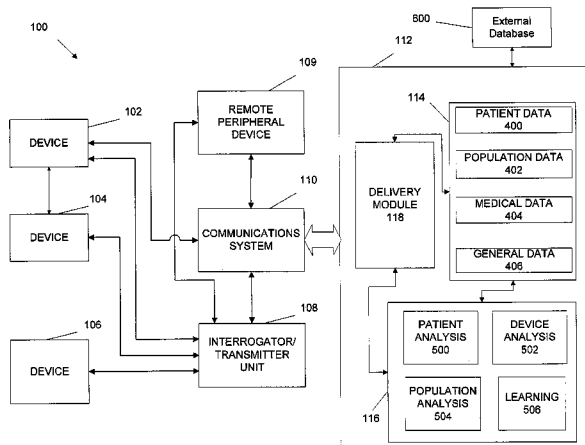 100
102
DEVICE
104
DEVICE
106
DEVICE
109
REMOTE
PERIPHERAL
DEVICE
110
COMMUNICATIONS
SYSTEM
108
INTERROGATOR/
TRANSMITTER
UNIT
600
External
Database
112
114
PATIENT DATA
400
POPULATION DATA
402
MEDICAL DATA
404
GENERAL DATA
406
DELIVERY
MODULE
118
PATIENT
ANALYSIS
500
DEVICE ANALYSIS
502
POPULATION
ANALYSIS
504
LEARNING
506
116